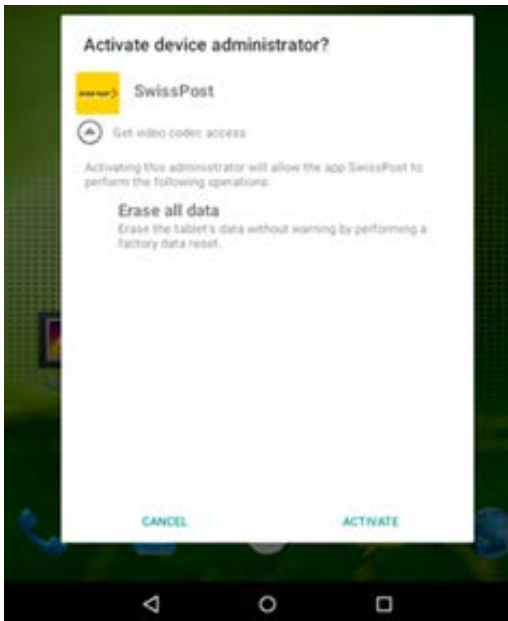 Activate device administrator?
SwissPost
Get video codec access
Activating this administrator will allow the app SwissPost to
perform the following operations:
Erase all data
Erase the tablet's data without warning by performing a
factory data reset.
CANCEL
ACTIVATE